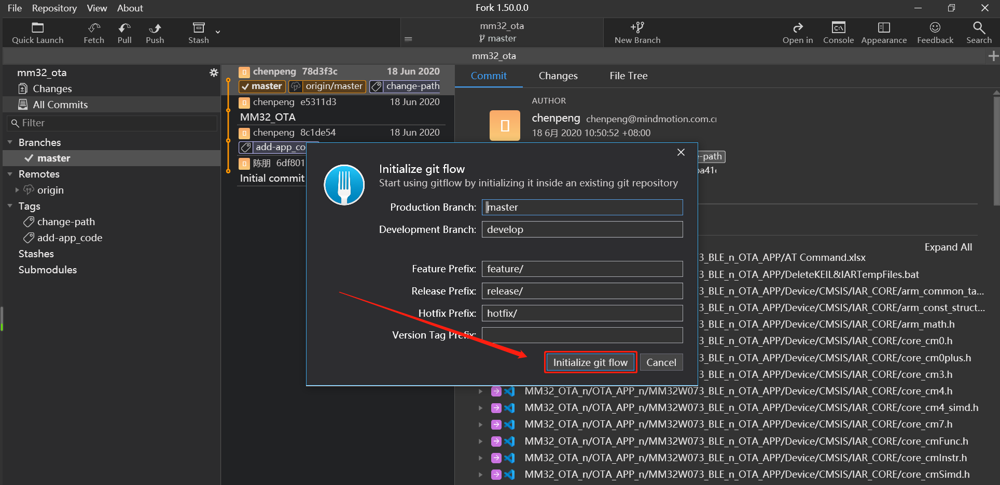 File Repository View About
Fork 1.50.0.0
Quick Launch
Fetch
Pull
Push
Stash
mm32_ota
master
New Branch
Open in
Console
Appearance
Feedback
Search
mm32_ota
mm32_ota
Changes
All Commits
Filter
Branches
master
Remotes
origin
Tags
change-path
add-app_code
Stashes
Submodules
chenpeng 78d3f3c 18 Jun 2020
master origin/master change-path
chenpeng e5311d3 18 Jun 2020
MM32_OTA
chenpeng 8c1de54 18 Jun 2020
add-app_co
陈朋 6df801
Initial commit
Commit Changes File Tree
AUTHOR
chenpeng chenpeng@mindmotion.com.c
18 6月 2020 10:50:52 +08:00
-path
a41
Initialize git flow
Start using gitflow by initializing it inside an existing git repository
Production Branch: master
Development Branch: develop
Feature Prefix: feature/
Release Prefix: release/
Hotfix Prefix: hotfix/
Version Tag Prefix:
Initialize git flow
Cancel
Expand All
3_BLE_n_OTA_APP/AT Command.xlsx
3_BLE_n_OTA_APP/DeleteKEIL&IARTempFiles.bat
3_BLE_n_OTA_APP/Device/CMSIS/IAR_CORE/arm_common_ta...
3_BLE_n_OTA_APP/Device/CMSIS/IAR_CORE/arm_const_struct...
3_BLE_n_OTA_APP/Device/CMSIS/IAR_CORE/arm_math.h
3_BLE_n_OTA_APP/Device/CMSIS/IAR_CORE/core_cm0.h
3_BLE_n_OTA_APP/Device/CMSIS/IAR_CORE/core_cm0plus.h
3_BLE_n_OTA_APP/Device/CMSIS/IAR_CORE/core_cm3.h
MM32_OTA_n/OTA_APP_n/MM32W073_BLE_n_OTA_APP/Device/CMSIS/IAR_CORE/core_cm4.h
MM32_OTA_n/OTA_APP_n/MM32W073_BLE_n_OTA_APP/Device/CMSIS/IAR_CORE/core_cm4_simd.h
MM32_OTA_n/OTA_APP_n/MM32W073_BLE_n_OTA_APP/Device/CMSIS/IAR_CORE/core_cm7.h
MM32_OTA_n/OTA_APP_n/MM32W073_BLE_n_OTA_APP/Device/CMSIS/IAR_CORE/core_cmFunc.h
MM32_OTA_n/OTA_APP_n/MM32W073_BLE_n_OTA_APP/Device/CMSIS/IAR_CORE/core_cmInstr.h
MM32_OTA_n/OTA_APP_n/MM32W073_BLE_n_OTA_APP/Device/CMSIS/IAR_CORE/core_cmSimd.h